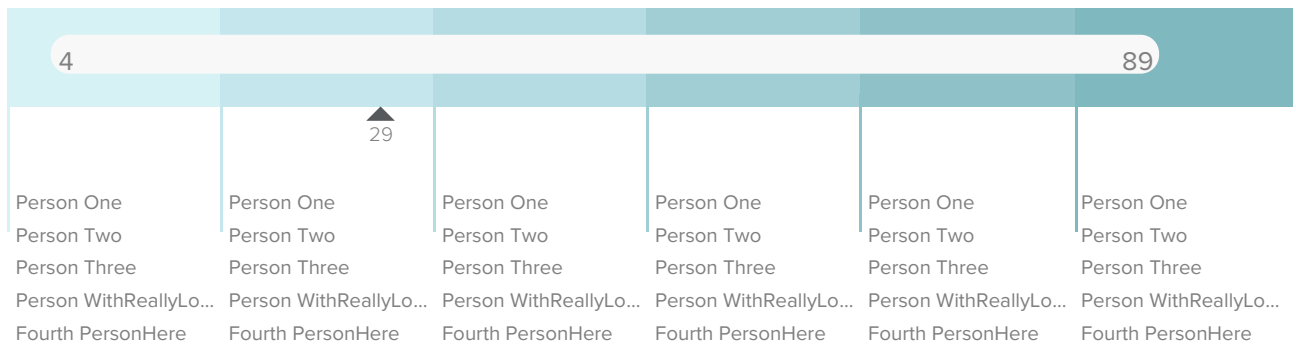 4 89
29
Person One Person One Person One Person One Person One Person One
Person Two Person Two Person Two Person Two Person Two Person Two
Person Three Person Three Person Three Person Three Person Three Person Three
Person WithReallyLo... Person WithReallyLo... Person WithReallyLo... Person WithReallyLo... Person WithReallyLo... Person WithReallyLo...
Fourth PersonHere Fourth PersonHere Fourth PersonHere Fourth PersonHere Fourth PersonHere Fourth PersonHere